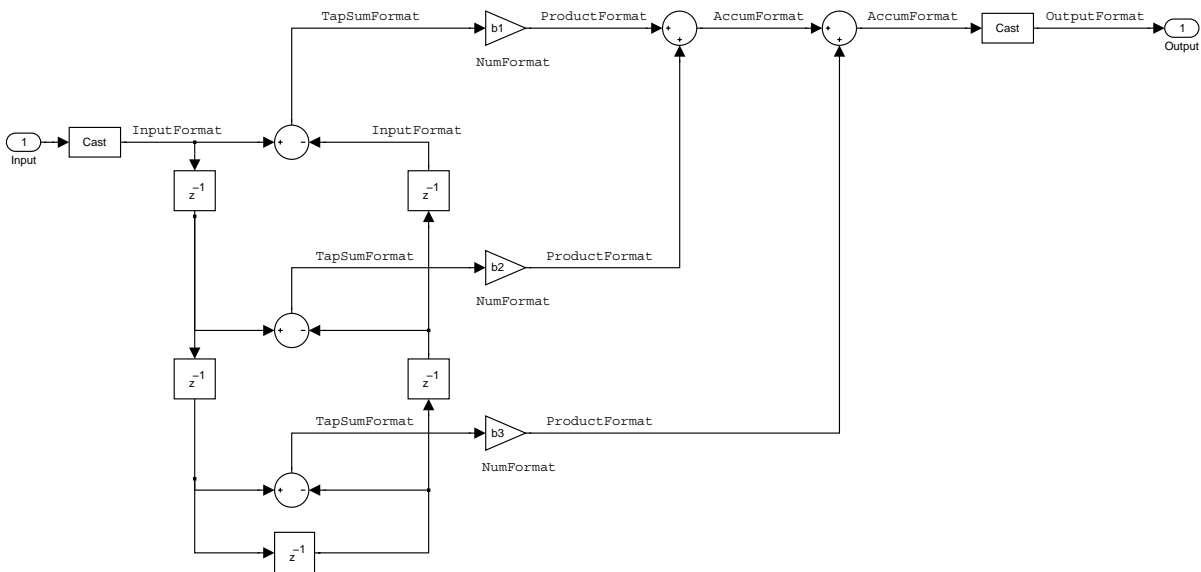 TapSumFormat
b1
ProductFormat
AccumFormat
AccumFormat
OutputFormat
+
+
+
+
Cast
1
Output
NumFormat
1
Input
Cast
InputFormat
+
-
InputFormat
z⁻¹
z⁻¹
TapSumFormat
b2
ProductFormat
NumFormat
+
-
z⁻¹
z⁻¹
TapSumFormat
b3
ProductFormat
NumFormat
+
-
z⁻¹